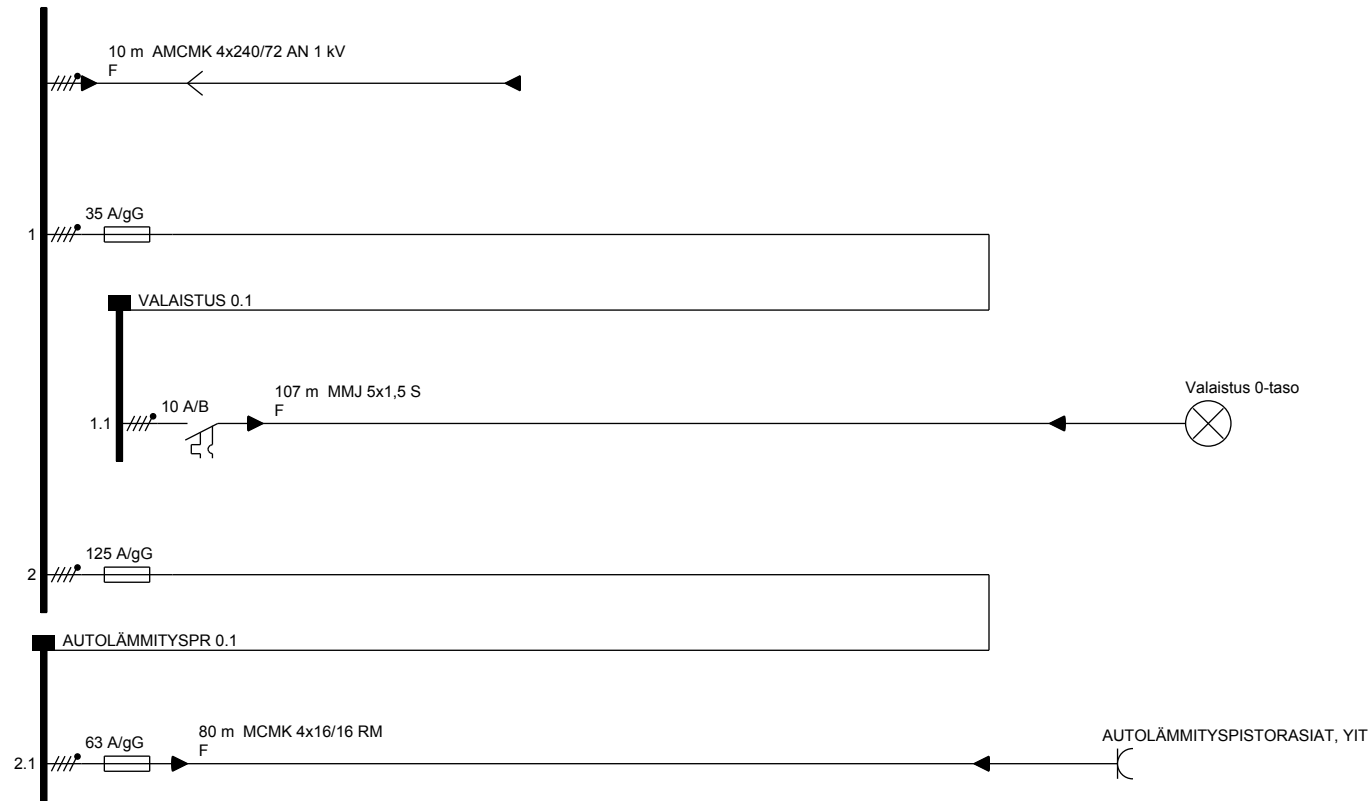 10 m AMCMK 4x240/72 AN 1 kV
F
35 A/gG
1
VALAISTUS 0.1
107 m MMJ 5x1,5 S
F
10 A/B
1.1
Valaistus 0-taso
125 A/gG
2
AUTOLÄMMITYSPR 0.1
80 m MCMK 4x16/16 RM
F
63 A/gG
2.1
AUTOLÄMMITYSPISTORASIAT, YIT